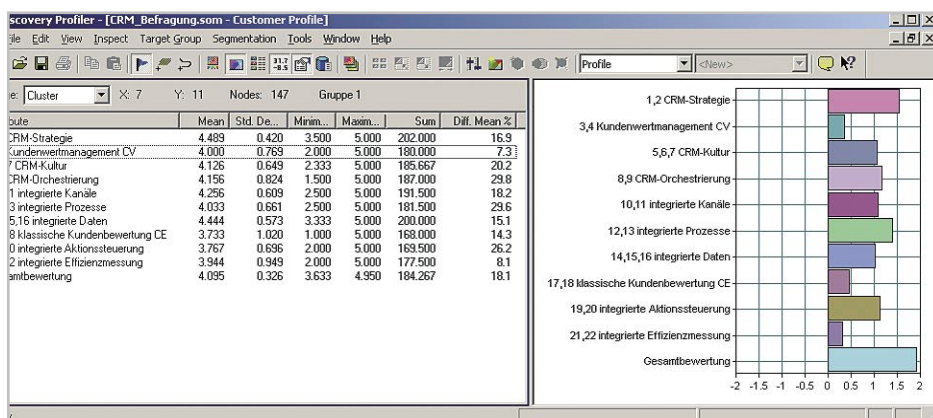 scovery Profiler - [CRM_Befragung.som - Customer Profile]
ile Edit View Inspect Target Group Segmentation Tools Window Help
Profile <New>
e: Cluster X: 7 Y: 11 Nodes: 147 Gruppe 1
bute Mean Std. De... Minim... Maxim... Sum Diff. Mean %
CRM-Strategie 4.489 0.420 3.500 5.000 202.000 16.9
Kundenwertmanagement CV 4.000 0.769 2.000 5.000 180.000 7.3
7 CRM-Kultur 4.126 0.649 2.333 5.000 185.667 20.2
CRM-Orchestrierung 4.156 0.824 1.500 5.000 187.000 29.8
1 integrierte Kanäle 4.256 0.609 2.500 5.000 191.500 18.2
3 integrierte Prozesse 4.033 0.661 2.500 5.000 181.500 29.6
5,16 integrierte Daten 4.444 0.573 3.333 5.000 200.000 15.1
8 klassische Kundenbewertung CE 3.733 1.020 1.000 5.000 168.000 14.3
0 integrierte Aktionssteuerung 3.767 0.696 2.000 5.000 169.500 26.2
2 integrierte Effizienzmessung 3.944 0.949 2.000 5.000 177.500 8.1
amtbewertung 4.095 0.326 3.633 4.950 184.267 18.1
1,2 CRM-Strategie
3,4 Kundenwertmanagement CV
5,6,7 CRM-Kultur
8,9 CRM-Orchestrierung
10,11 integrierte Kanäle
12,13 integrierte Prozesse
14,15,16 integrierte Daten
17,18 klassische Kundenbewertung CE
19,20 integrierte Aktionssteuerung
21,22 integrierte Effizienzmessung
Gesamtbewertung
-2 -1.5 -1 -0.5 0 0.5 1 1.5 2